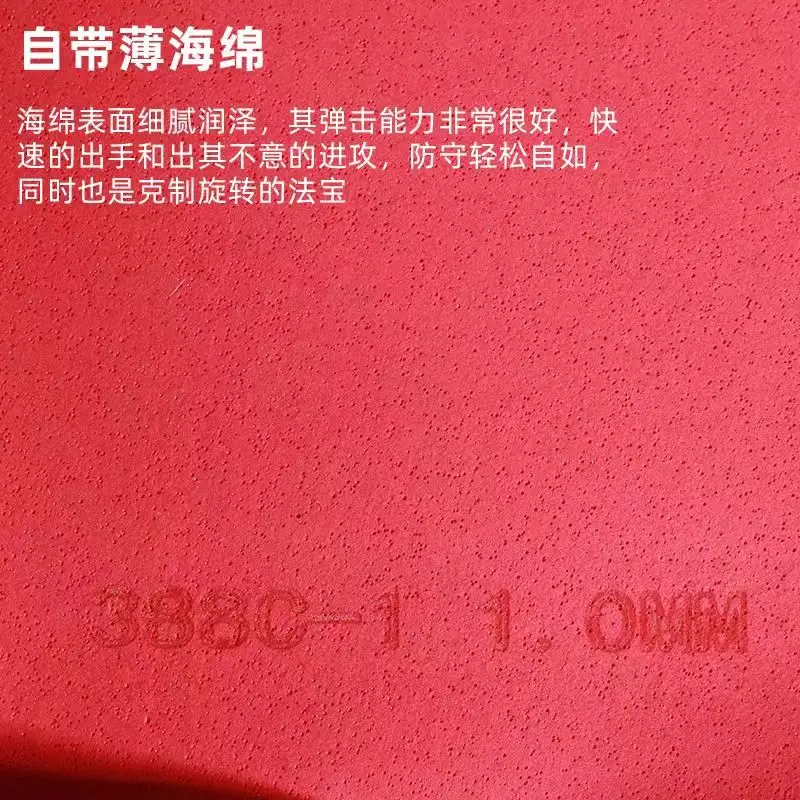 自带薄海绵
海绵表面细腻润泽，其弹击能力非常很好，快
速的出手和出其不意的进攻，防守轻松自如，
同时也是克制旋转的法宝
388C-1 1.0MM